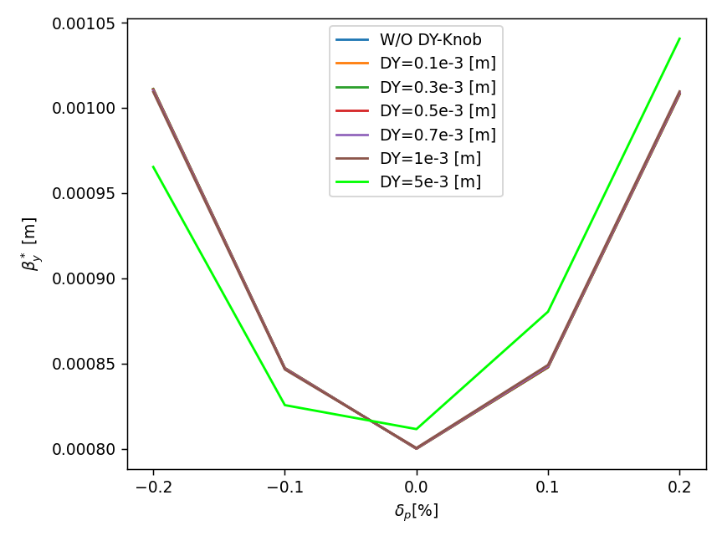 0.00105
0.00100
0.00095
0.00090
0.00085
0.00080
β*y [m]
W/O DY-Knob
DY=0.1e-3 [m]
DY=0.3e-3 [m]
DY=0.5e-3 [m]
DY=0.7e-3 [m]
DY=1e-3 [m]
DY=5e-3 [m]
−0.2 −0.1 0.0 0.1 0.2
δp[%]